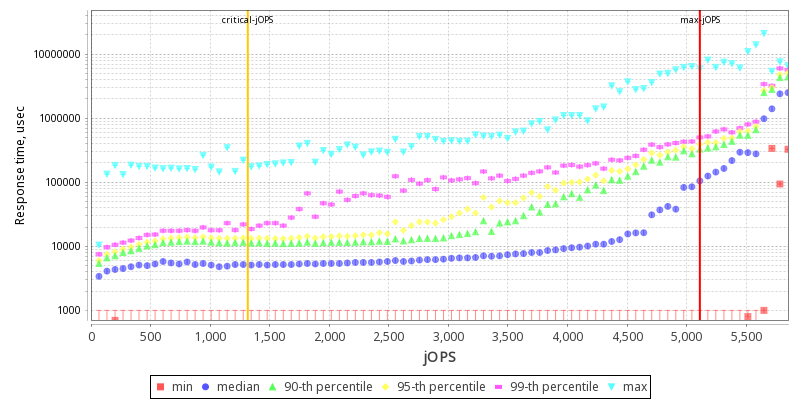 critical-jOPS max-jOPS
Response time, usec
10000000
1000000
1000000
100000
10000
1000
0 500 1,000 1,500 2,000 2,500 3,000 3,500 4,000 4,500 5,000 5,500
jOPS
min median 90-th percentile 95-th percentile 99-th percentile max